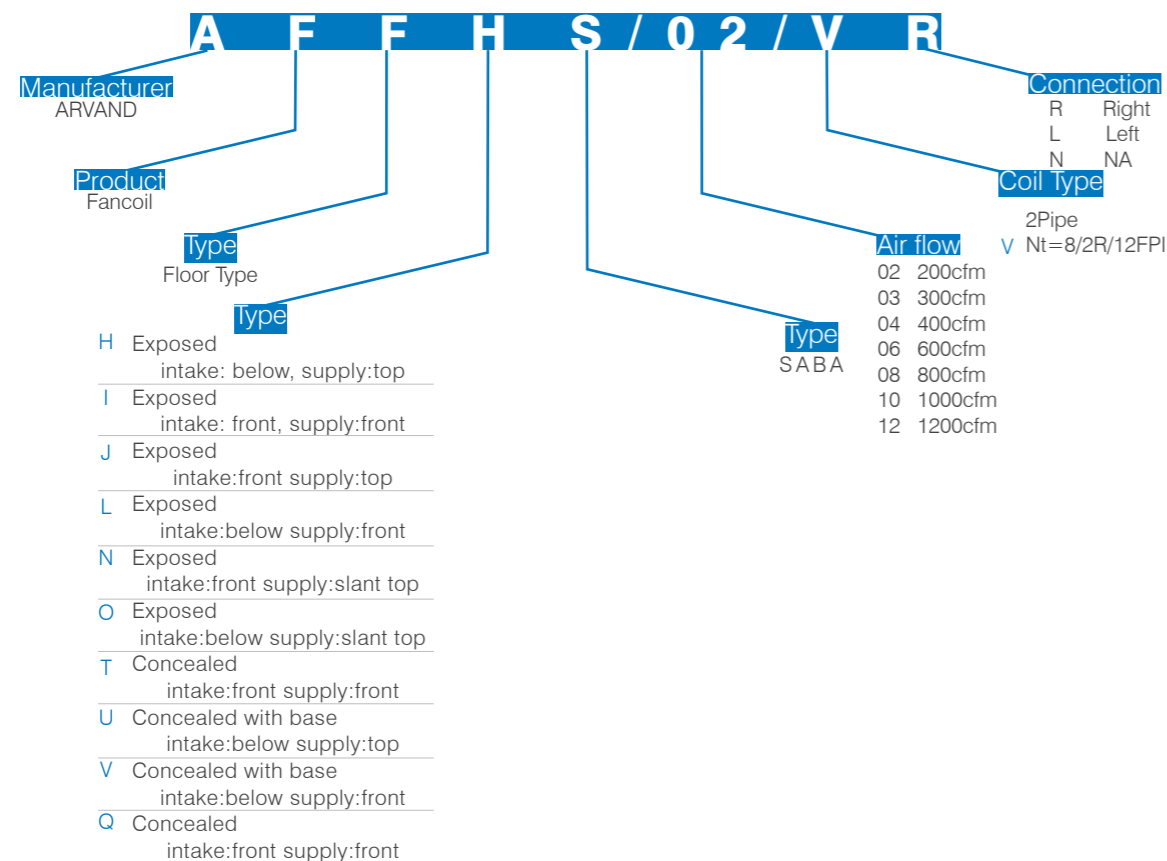 A F F H S / 0 2 / V R
Manufacturer
ARVAND
Product
Fancoil
Type
Floor Type
Type
H Exposed
intake: below, supply:top
I Exposed
intake: front, supply:front
J Exposed
intake:front supply:top
L Exposed
intake:below supply:front
N Exposed
intake:front supply:slant top
O Exposed
intake:below supply:slant top
T Concealed
intake:front supply:front
U Concealed with base
intake:below supply:top
V Concealed with base
intake:below supply:front
Q Concealed
intake:front supply:front
Type
SABA
Air flow
02 200cfm
03 300cfm
04 400cfm
06 600cfm
08 800cfm
10 1000cfm
12 1200cfm
Connection
R Right
L Left
N NA
Coil Type
2Pipe
V Nt=8/2R/12FPI